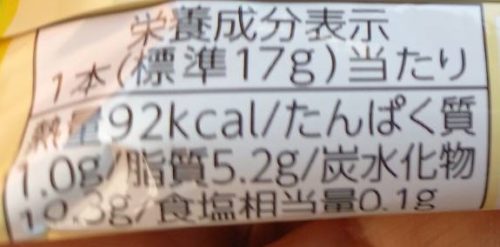 栄養成分表示
1本(標準17g)当たり
熱量92kcal/たんぱく質
1.0g/脂質5.2g/炭水化物
10.3g/食塩相当量0.1g